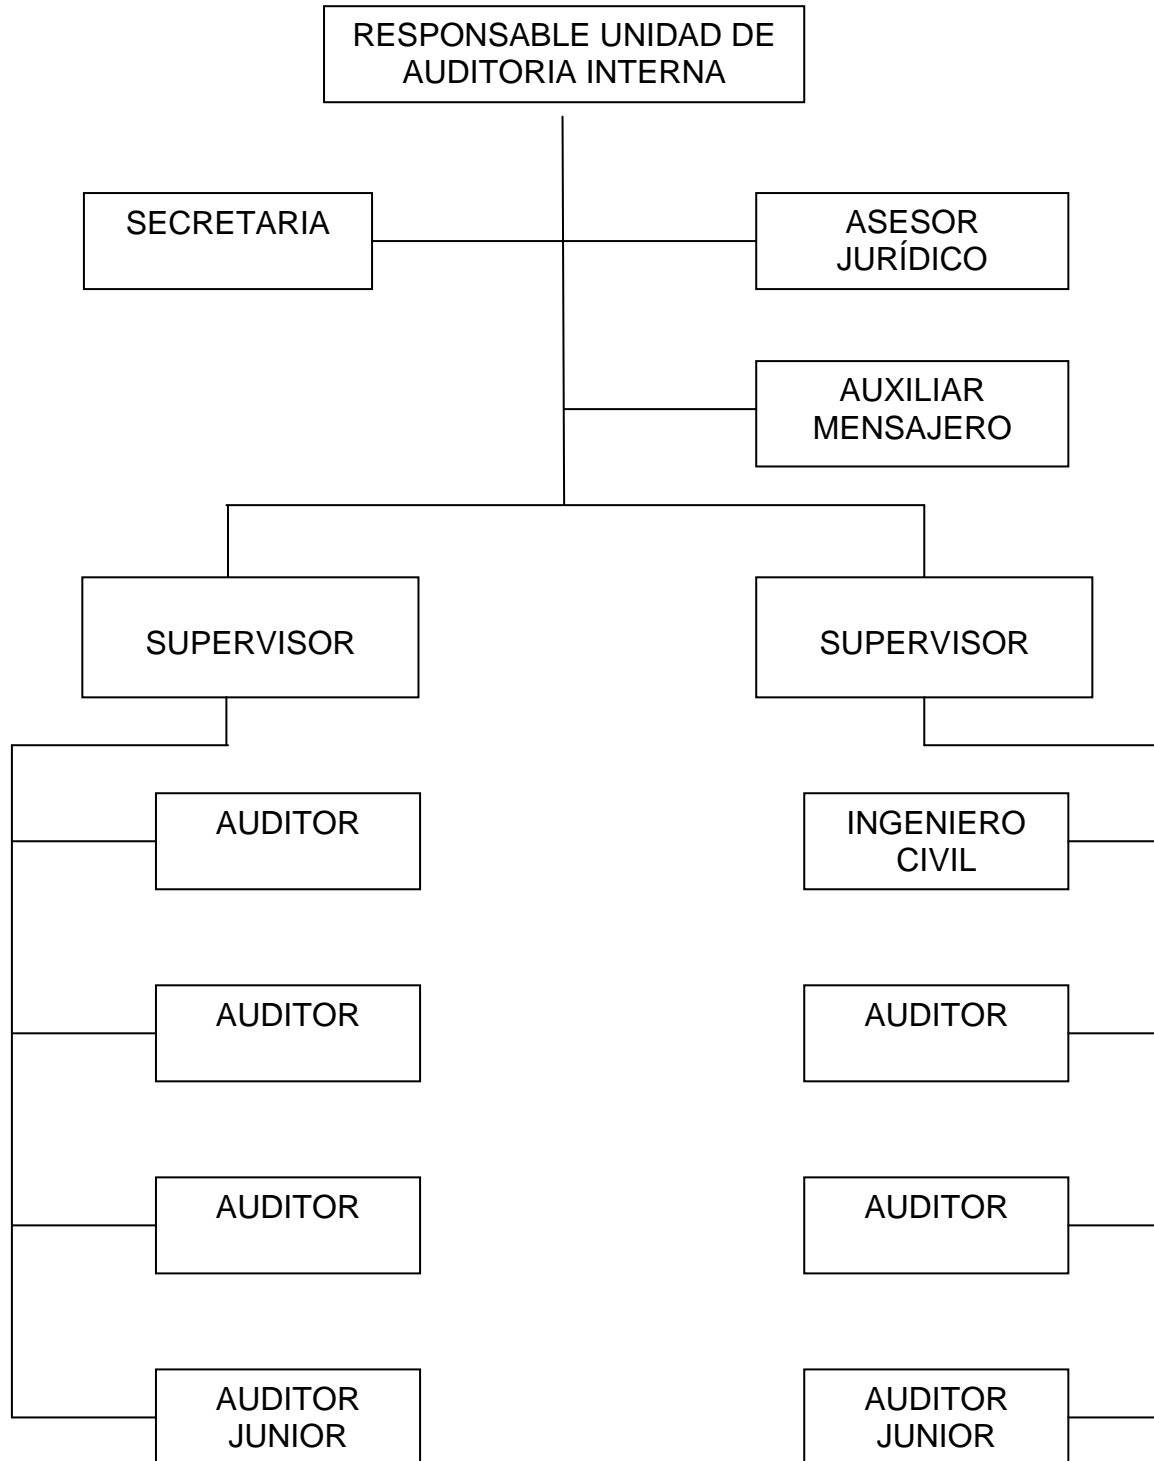 RESPONSABLE UNIDAD DE
AUDITORIA INTERNA
SECRETARIA
ASESOR
JURÍDICO
AUXILIAR
MENSAJERO
SUPERVISOR
SUPERVISOR
AUDITOR
INGENIERO
CIVIL
AUDITOR
AUDITOR
AUDITOR
AUDITOR
AUDITOR
JUNIOR
AUDITOR
JUNIOR